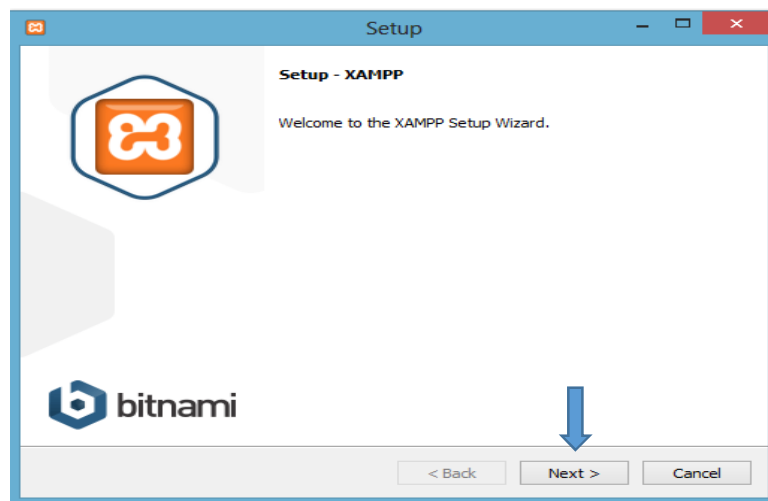 Setup
Setup - XAMPP
Welcome to the XAMPP Setup Wizard.
bitnami
< Back
Next >
Cancel